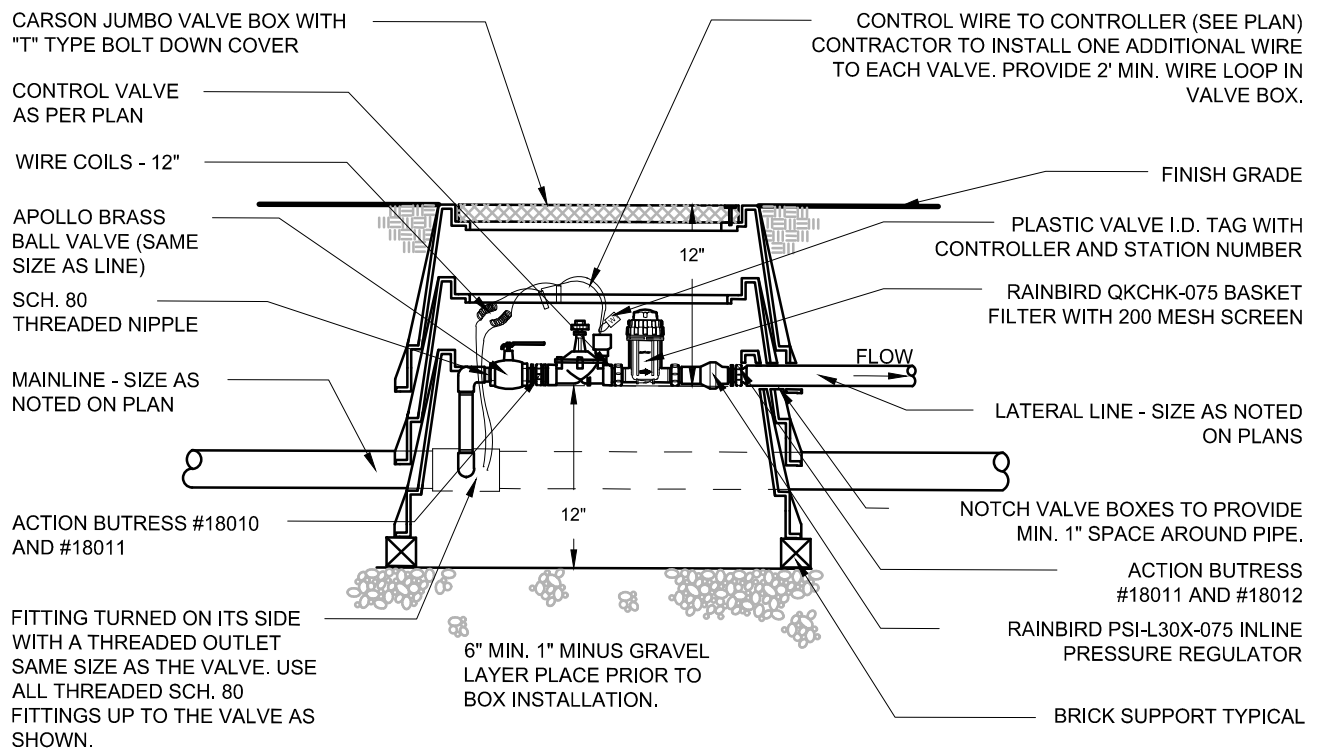 CARSON JUMBO VALVE BOX WITH
"T" TYPE BOLT DOWN COVER
CONTROL VALVE
AS PER PLAN
WIRE COILS - 12"
APOLLO BRASS
BALL VALVE (SAME
SIZE AS LINE)
SCH. 80
THREADED NIPPLE
MAINLINE - SIZE AS
NOTED ON PLAN
ACTION BUTRESS #18010
AND #18011
FITTING TURNED ON ITS SIDE
WITH A THREADED OUTLET
SAME SIZE AS THE VALVE. USE
ALL THREADED SCH. 80
FITTINGS UP TO THE VALVE AS
SHOWN.
12"
12"
6" MIN. 1" MINUS GRAVEL
LAYER PLACE PRIOR TO
BOX INSTALLATION.
CONTROL WIRE TO CONTROLLER (SEE PLAN)
CONTRACTOR TO INSTALL ONE ADDITIONAL WIRE
TO EACH VALVE. PROVIDE 2' MIN. WIRE LOOP IN
VALVE BOX.
FINISH GRADE
PLASTIC VALVE I.D. TAG WITH
CONTROLLER AND STATION NUMBER
RAINBIRD QKCHK-075 BASKET
FILTER WITH 200 MESH SCREEN
FLOW
LATERAL LINE - SIZE AS NOTED
ON PLANS
NOTCH VALVE BOXES TO PROVIDE
MIN. 1" SPACE AROUND PIPE.
ACTION BUTRESS
#18011 AND #18012
RAINBIRD PSI-L30X-075 INLINE
PRESSURE REGULATOR
BRICK SUPPORT TYPICAL